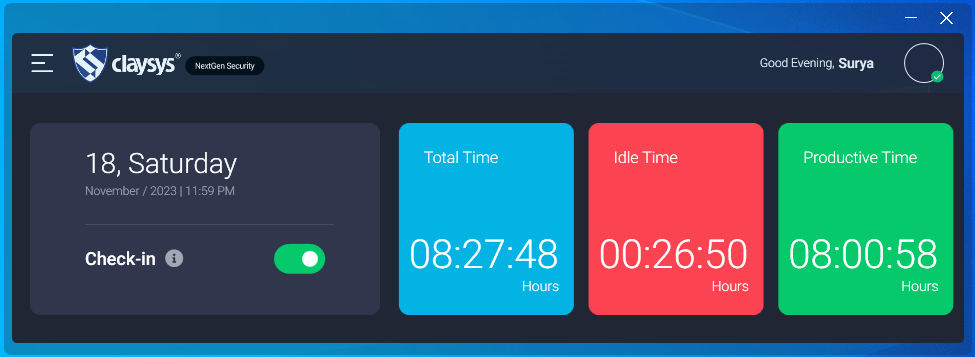 claysys®
NextGen Security
Good Evening, Surya
18, Saturday
November / 2023 | 11:59 PM
Check-in
i
Total Time
08:27:48
Hours
Idle Time
00:26:50
Hours
Productive Time
08:00:58
Hours